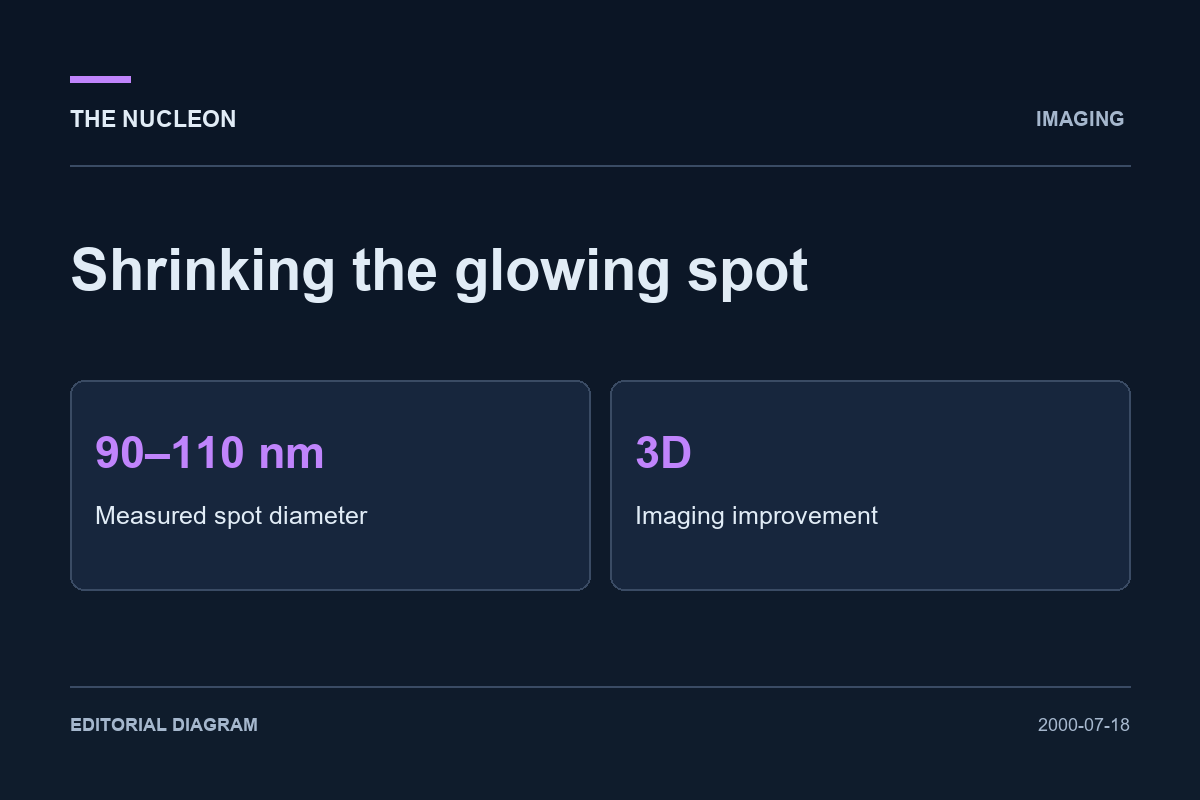 THE NUCLEON
IMAGING
Shrinking the glowing spot
90–110 nm
Measured spot diameter
3D
Imaging improvement
EDITORIAL DIAGRAM
2000-07-18